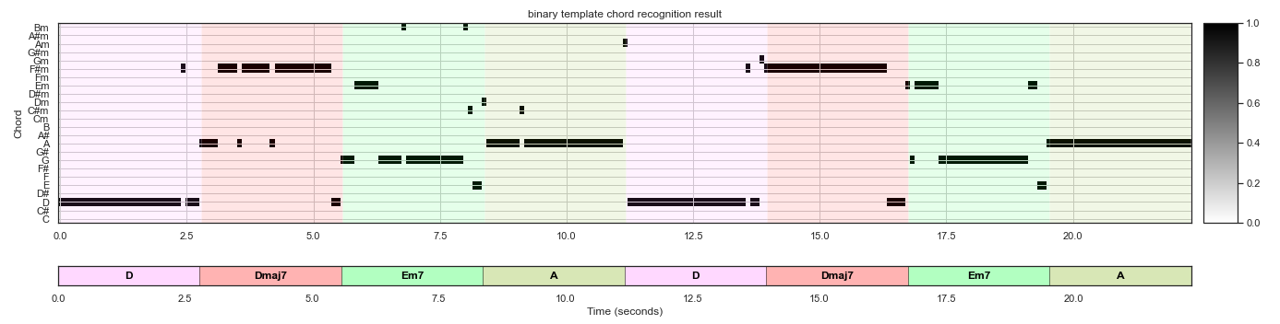 binary template chord recognition result
Bm
A#m
Am
G#m
Gm
F#m
Fm
Em
D#m
Dm
C#m
Cm
B
A#
A
G#
G
F#
F
E
D#
D
C#
C
Chord
1.0
0.8
0.6
0.4
0.2
0.0
0.0 2.5 5.0 7.5 10.0 12.5 15.0 17.5 20.0
D Dmaj7 Em7 A D Dmaj7 Em7 A
0.0 2.5 5.0 7.5 10.0 12.5 15.0 17.5 20.0
Time (seconds)